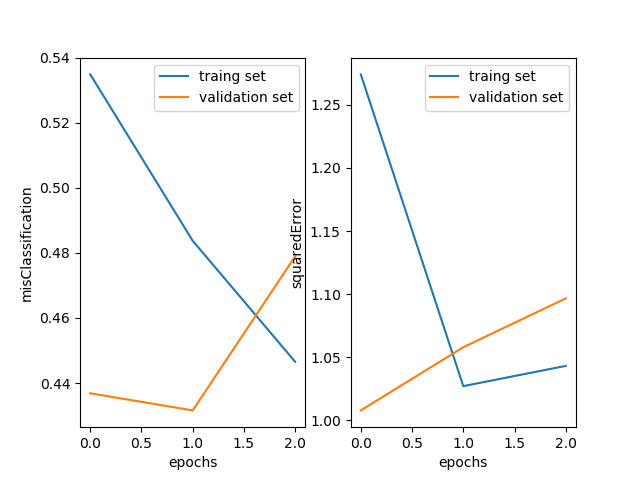 0.54
0.52
0.50
0.48
0.46
0.44
misClassification
0.0
0.5
1.0
1.5
2.0
epochs
traing set
validation set
1.25
1.20
1.15
1.10
1.05
1.00
squaredError
0.0
0.5
1.0
1.5
2.0
epochs
traing set
validation set